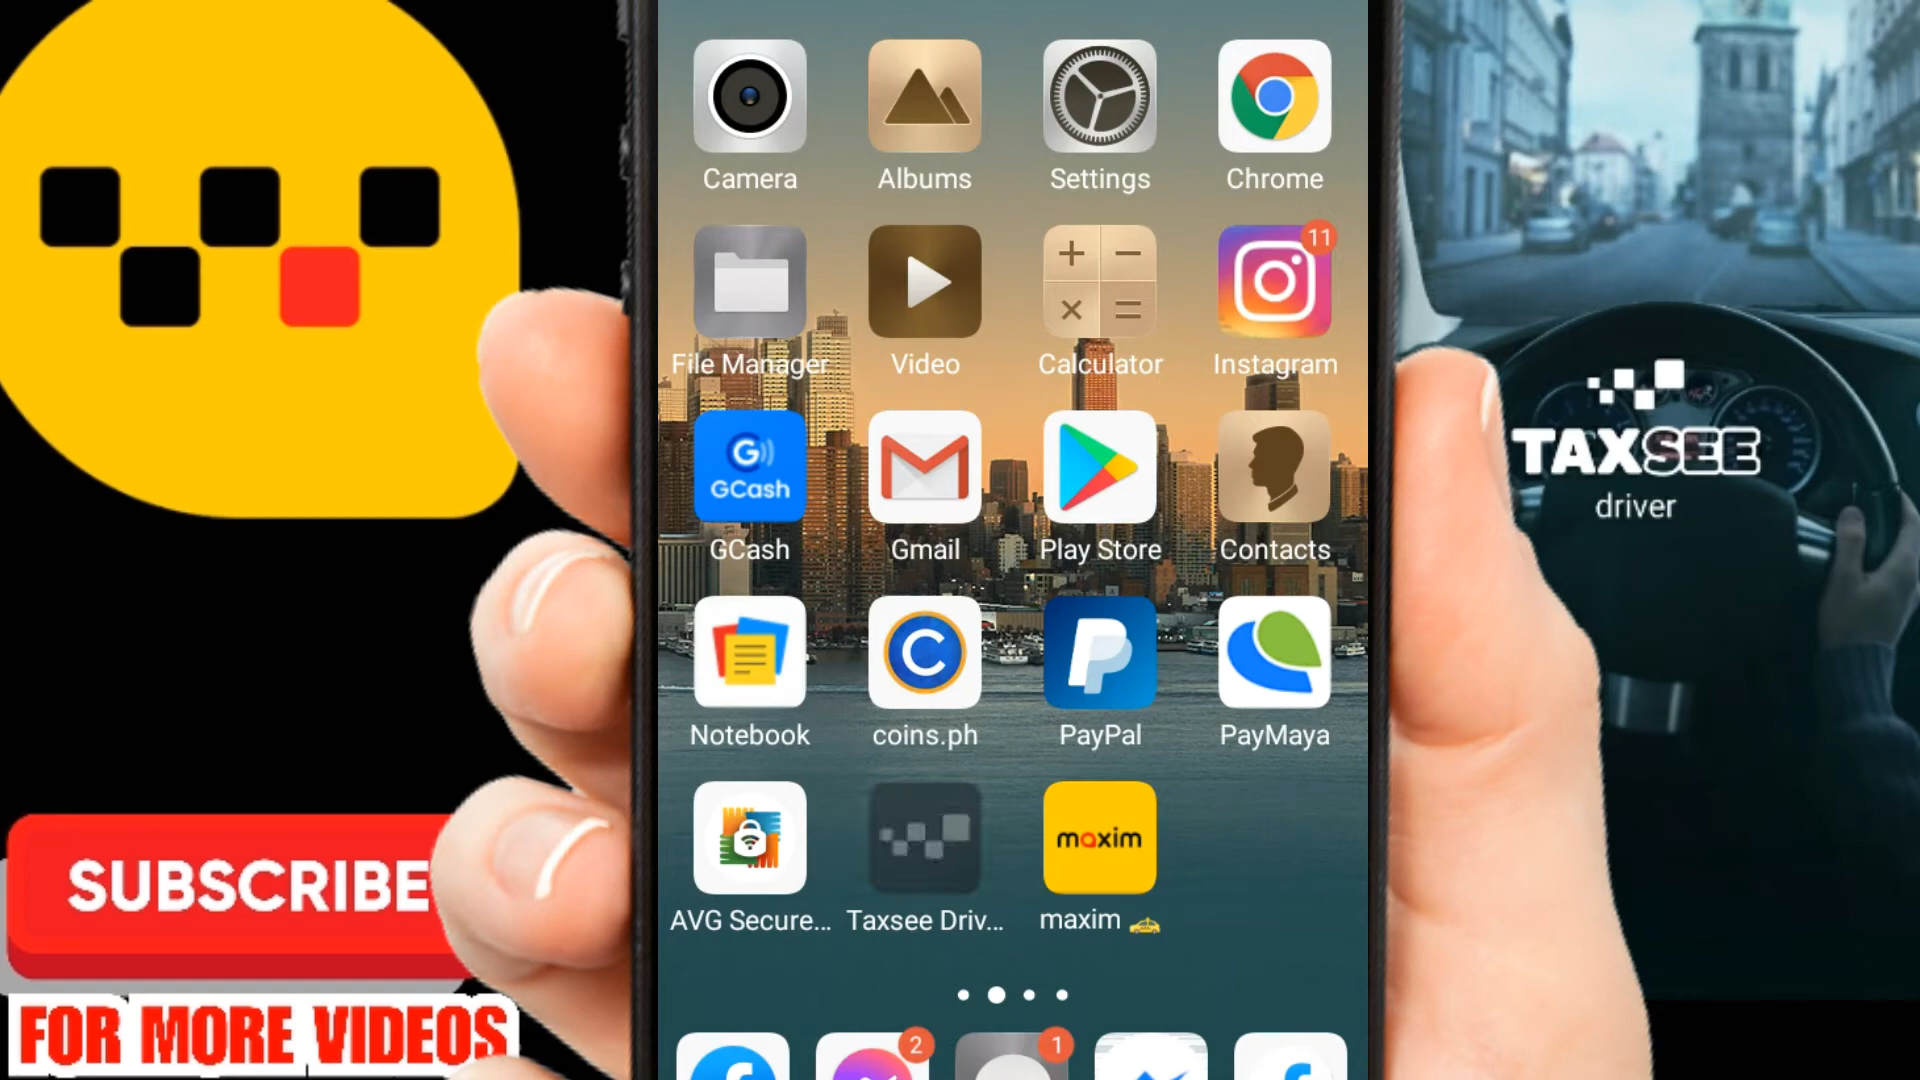 Camera Albums Settings Chrome
11
File Manager Video Calculator Instagram
G
GCash
GCash Gmail Play Store Contacts
Notebook coins.ph PayPal PayMaya
maxim
AVG Secure... Taxsee Driv... maxim
2 1
TAXSEE
driver
SUBSCRIBE
FOR MORE VIDEOS